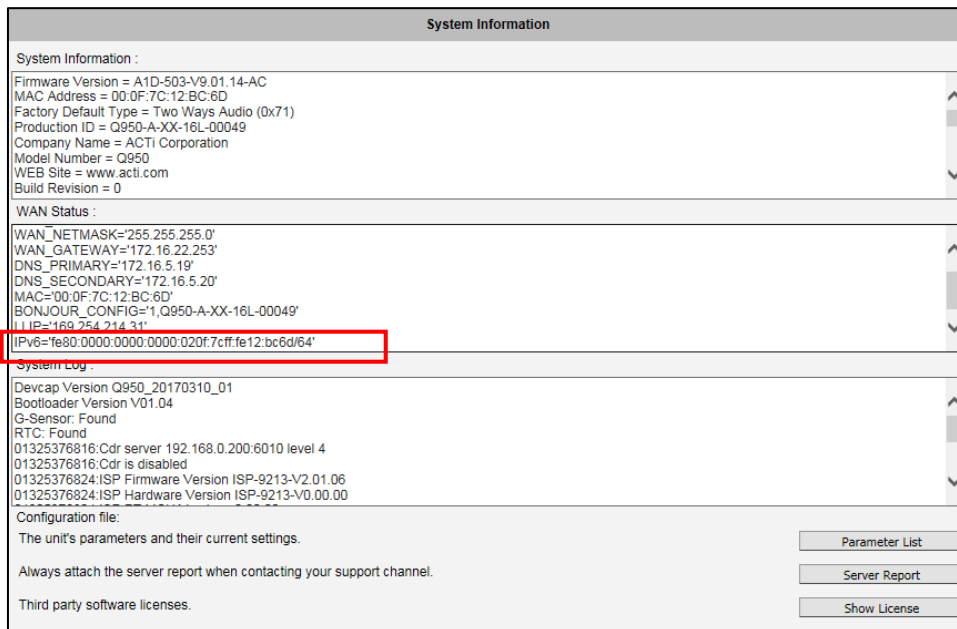 System Information
System Information :
Firmware Version = A1D-503-V9.01.14-AC
MAC Address = 00:0F:7C:12:BC:6D
Factory Default Type = Two Ways Audio (0x71)
Production ID = Q950-A-XX-16L-00049
Company Name = ACTi Corporation
Model Number = Q950
WEB Site = www.acti.com
Build Revision = 0
WAN Status :
WAN_NETMASK='255.255.255.0'
WAN_GATEWAY='172.16.22.253'
DNS_PRIMARY='172.16.5.19'
DNS_SECONDARY='172.16.5.20'
MAC='00:0F:7C:12:BC:6D'
BONJOUR_CONFIG='1,Q950-A-XX-16L-00049'
LLIP='169.254.214.31'
IPv6='fe80:0000:0000:0000:020f:7cff:fe12:bc6d/64'
System Log :
Devcap Version Q950_20170310_01
Bootloader Version V01.04
G-Sensor: Found
RTC: Found
01325376816:Cdr server 192.168.0.200:6010 level 4
01325376816:Cdr is disabled
01325376824:ISP Firmware Version ISP-9213-V2.01.06
01325376824:ISP Hardware Version ISP-9213-V0.00.00
Configuration file:
The unit's parameters and their current settings.
Parameter List
Always attach the server report when contacting your support channel.
Server Report
Third party software licenses.
Show License